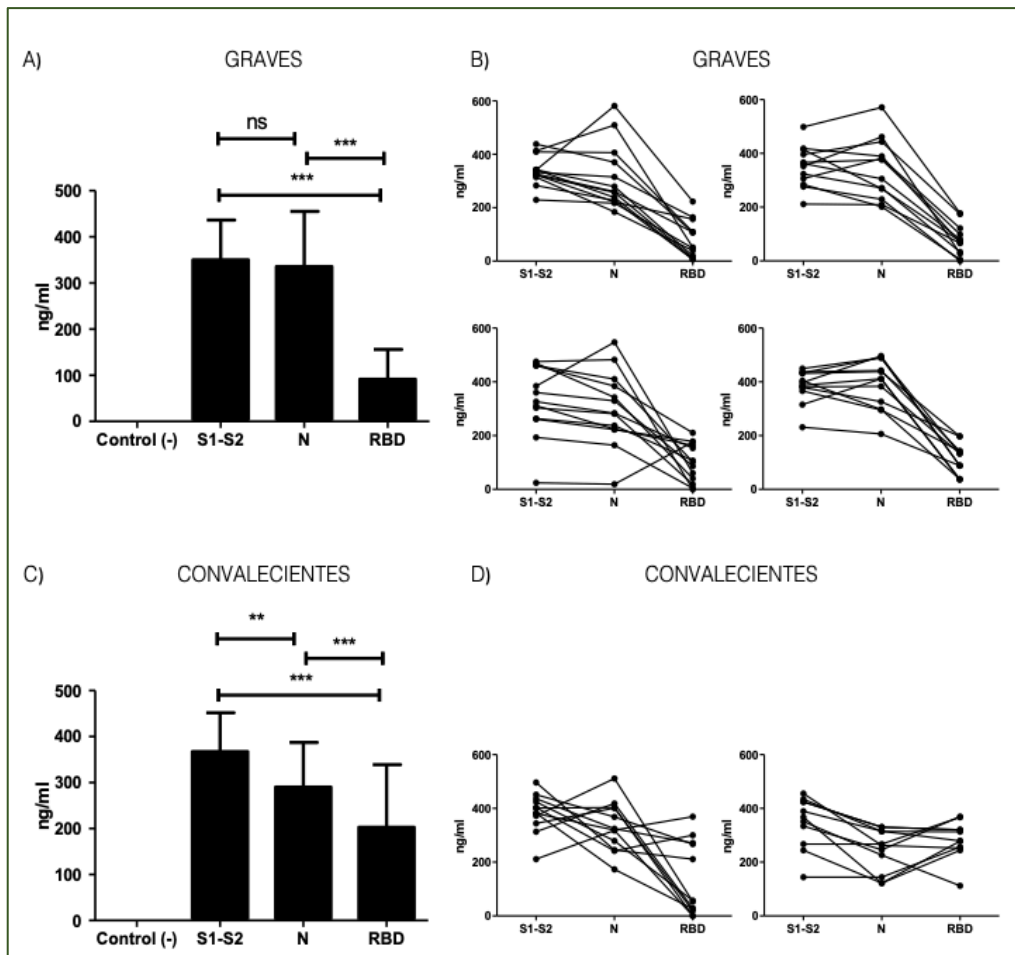 A) GRAVES
ns
***
***
500
400
300
200
100
0
ng/ml
Control (-) S1-S2 N RBD
B) GRAVES
600
400
200
0
ng/ml
S1-S2 N RBD
600
400
200
0
ng/ml
S1-S2 N RBD
600
400
200
0
ng/ml
S1-S2 N RBD
600
400
200
0
ng/ml
S1-S2 N RBD
C) CONVALECIENTES
**
***
***
500
400
300
200
100
0
ng/ml
Control (-) S1-S2 N RBD
D) CONVALECIENTES
600
400
200
0
ng/ml
S1-S2 N RBD
600
400
200
0
ng/ml
S1-S2 N RBD